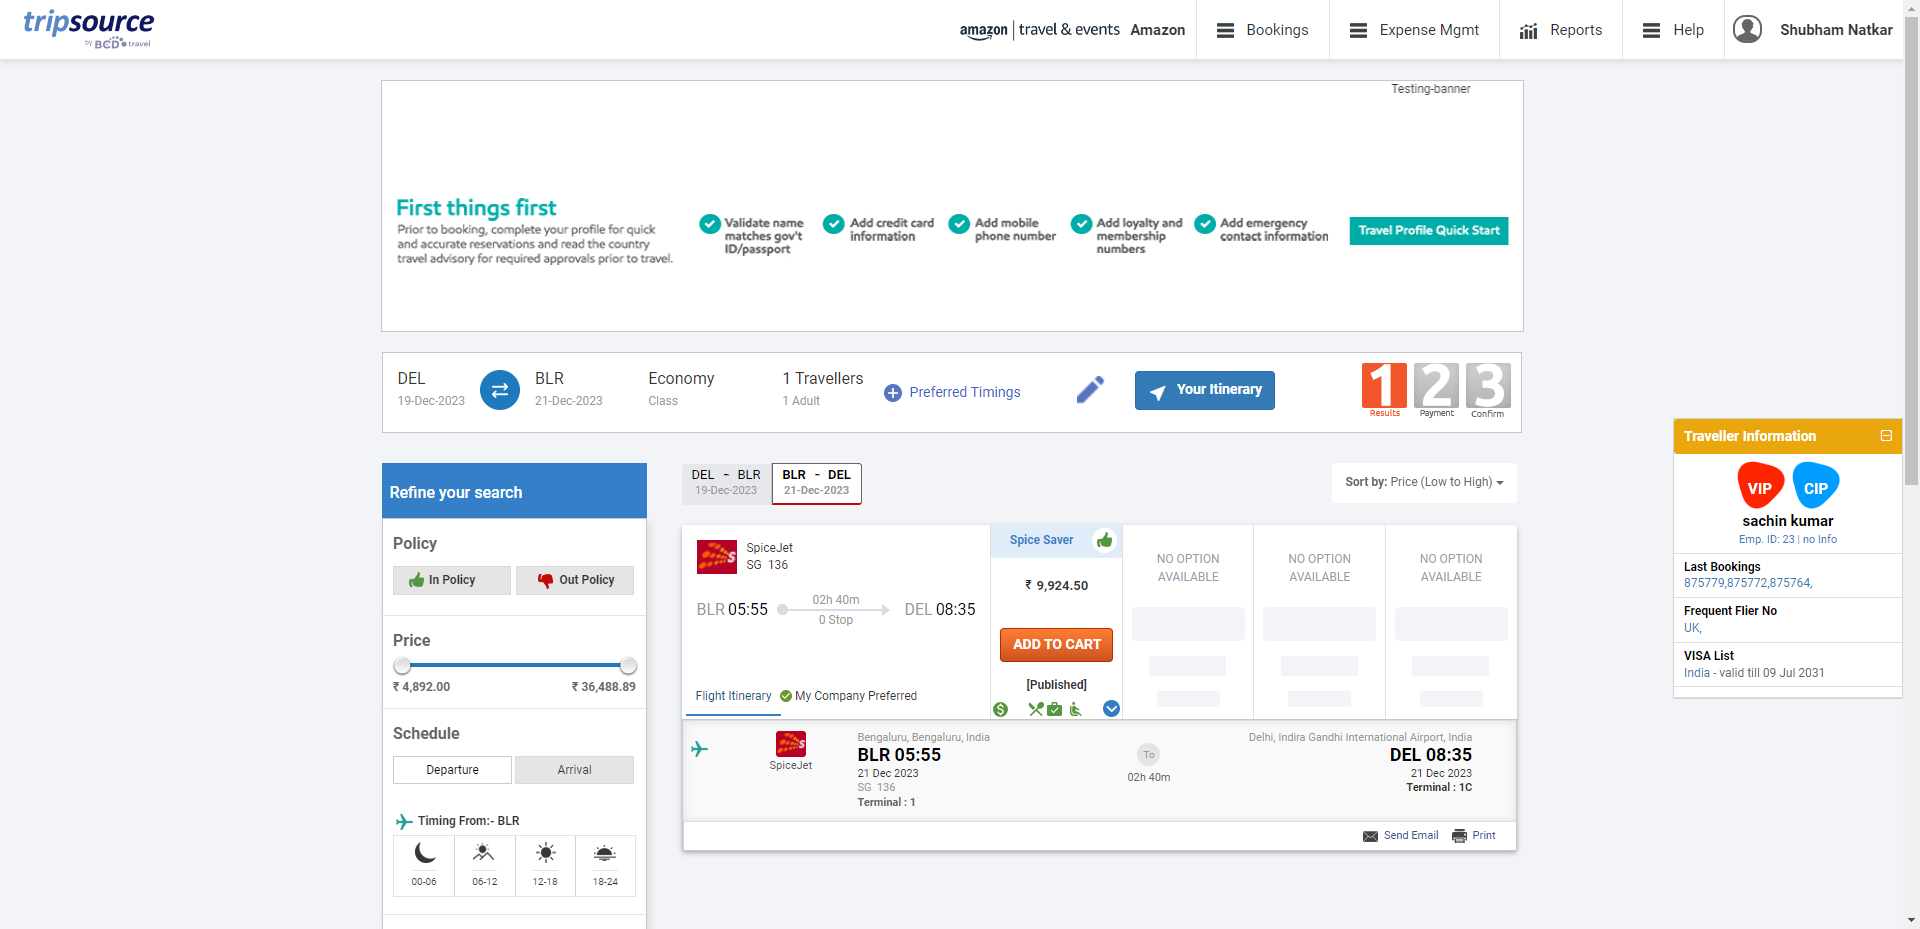 tripsource
by BCD travel
amazon | travel & events Amazon
Bookings
Expense Mgmt
Reports
Help
Shubham Natkar
Testing-banner
First things first
Prior to booking, complete your profile for quick
and accurate reservations and read the country
travel advisory for required approvals prior to travel.
Validate name
matches gov't
ID/passport
Add credit card
information
Add mobile
phone number
Add loyalty and
membership
numbers
Add emergency
contact information
Travel Profile Quick Start
DEL
19-Dec-2023
BLR
21-Dec-2023
Economy
Class
1 Travellers
1 Adult
Preferred Timings
Your Itinerary
1
Results
2
Payment
3
Confirm
Traveller Information
VIP
CIP
sachin kumar
Emp. ID: 23 | no Info
Last Bookings
875779,875772,875764,
Frequent Flier No
UK,
VISA List
India - valid till 09 Jul 2031
Refine your search
Policy
In Policy
Out Policy
Price
₹ 4,892.00
₹ 36,488.89
Schedule
Departure
Arrival
Timing From:- BLR
00-06
06-12
12-18
18-24
DEL - BLR
19-Dec-2023
BLR - DEL
21-Dec-2023
Sort by: Price (Low to High)
SpiceJet
SG 136
BLR 05:55
02h 40m
0 Stop
DEL 08:35
Flight Itinerary
My Company Preferred
Spice Saver
₹ 9,924.50
ADD TO CART
[Published]
NO OPTION
AVAILABLE
NO OPTION
AVAILABLE
NO OPTION
AVAILABLE
SpiceJet
Bengaluru, Bengaluru, India
BLR 05:55
21 Dec 2023
SG 136
Terminal : 1
To
02h 40m
Delhi, Indira Gandhi International Airport, India
DEL 08:35
21 Dec 2023
Terminal : 1C
Send Email
Print